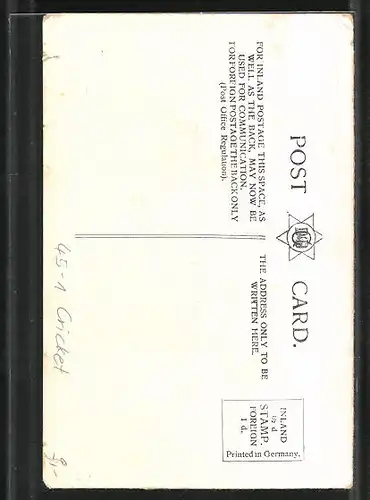 POST CARD.
FOR INLAND POSTAGE THIS SPACE, AS
WELL AS THE BACK, MAY NOW BE
USED FOR COMMUNICATION.
FOR FOREIGN POSTAGE THE BACK ONLY
(Post Office Regulation).
THE ADDRESS ONLY TO BE
WRITTEN HERE.
INLAND
½ d
STAMP.
FOREIGN
1 d.
Printed in Germany.
45-1 Cricket
9,-